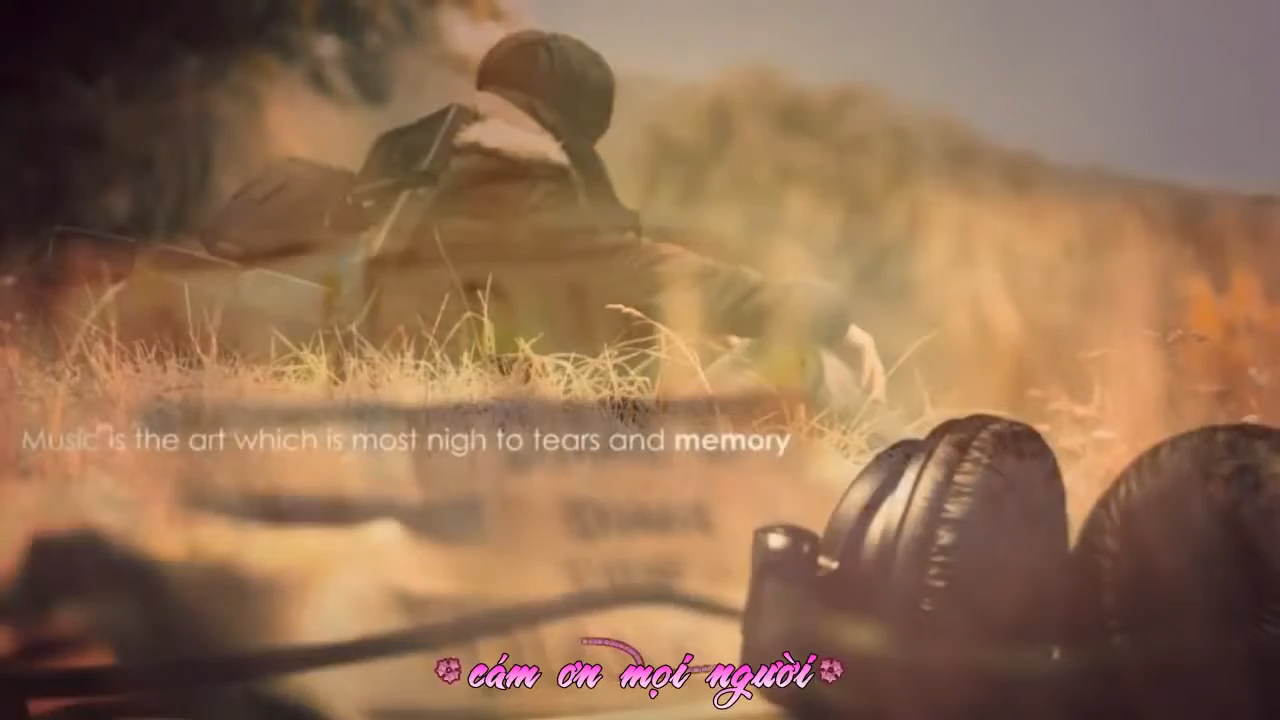 Music is the art which is most nigh to tears and memory
cám ơn mọi người